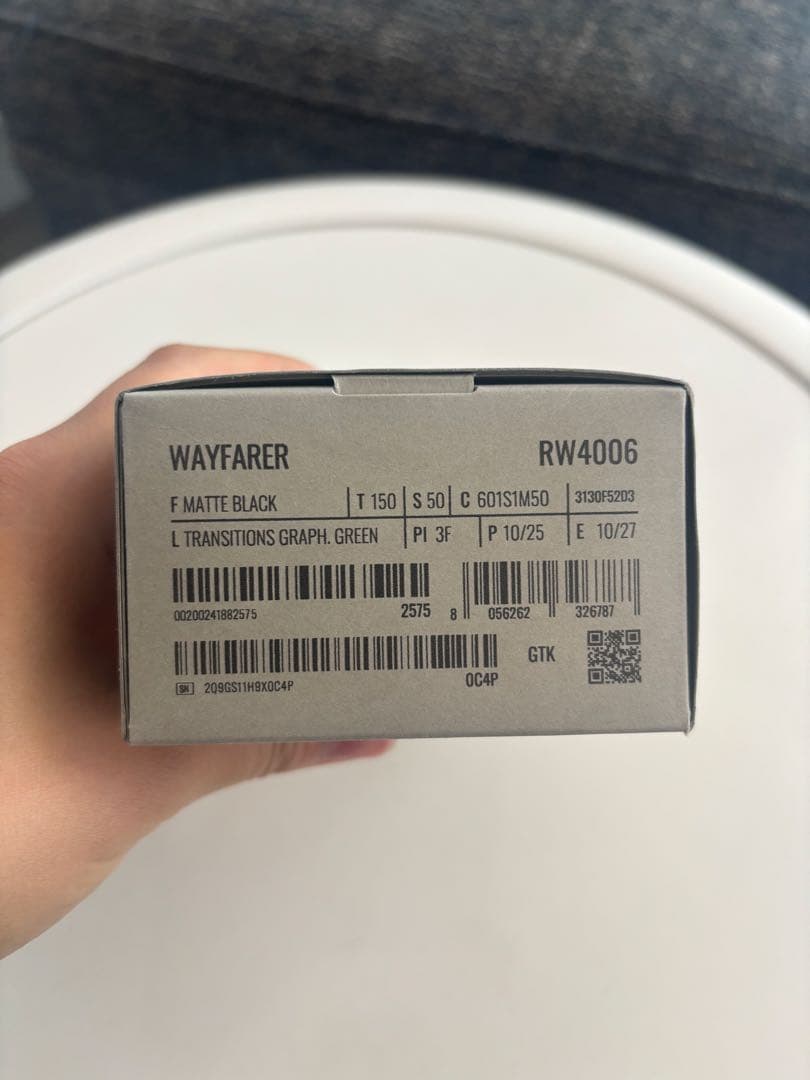 WAYFARER RW4006
F MATTE BLACK T 150 S 50 C 601S1M50 3130F52D3
L TRANSITIONS GRAPH. GREEN PI 3F P 10/25 E 10/27
00200241882575 2575 8 056262 326787
SN 2Q9GS11H9X0C4P 0C4P GTK